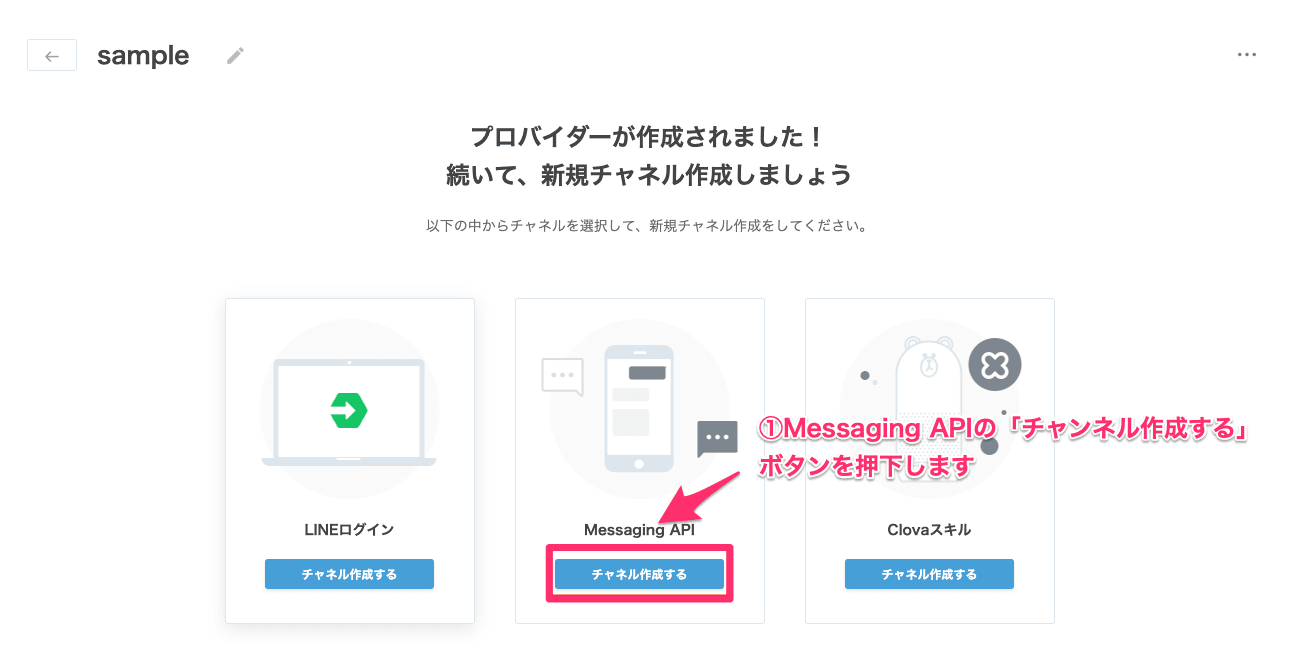 sample
プロバイダーが作成されました！
続いて、新規チャネル作成しましょう
以下の中からチャネルを選択して、新規チャネル作成をしてください。
①Messaging APIの「チャンネル作成する」
ボタンを押下します
LINEログイン
Messaging API
Clovaスキル
チャネル作成する
チャネル作成する
チャネル作成する